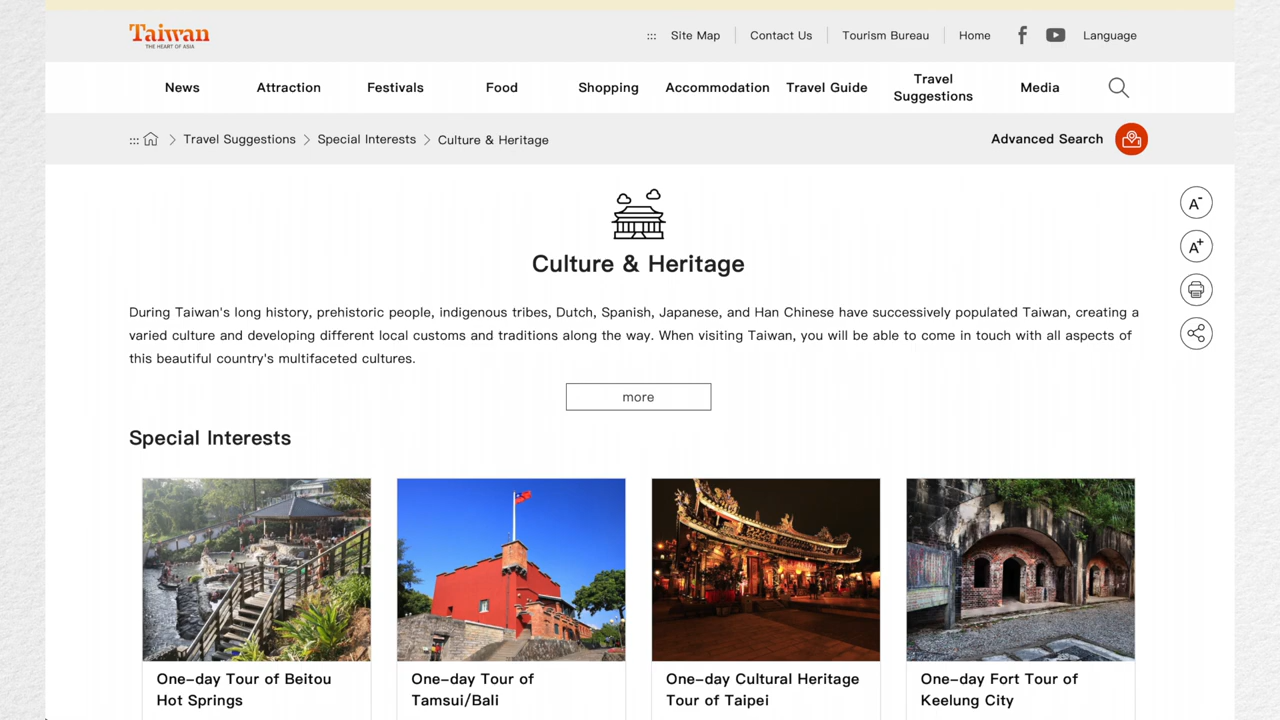 Taiwan
THE HEART OF ASIA
::: Site Map Contact Us Tourism Bureau Home Language
News Attraction Festivals Food Shopping Accommodation Travel Guide Travel Suggestions Media
::: Travel Suggestions Special Interests Culture & Heritage
Advanced Search
A-
A+
Culture & Heritage
During Taiwan's long history, prehistoric people, indigenous tribes, Dutch, Spanish, Japanese, and Han Chinese have successively populated Taiwan, creating a
varied culture and developing different local customs and traditions along the way. When visiting Taiwan, you will be able to come in touch with all aspects of
this beautiful country's multifaceted cultures.
more
Special Interests
One-day Tour of Beitou
Hot Springs
One-day Tour of
Tamsui/Bali
One-day Cultural Heritage
Tour of Taipei
One-day Fort Tour of
Keelung City